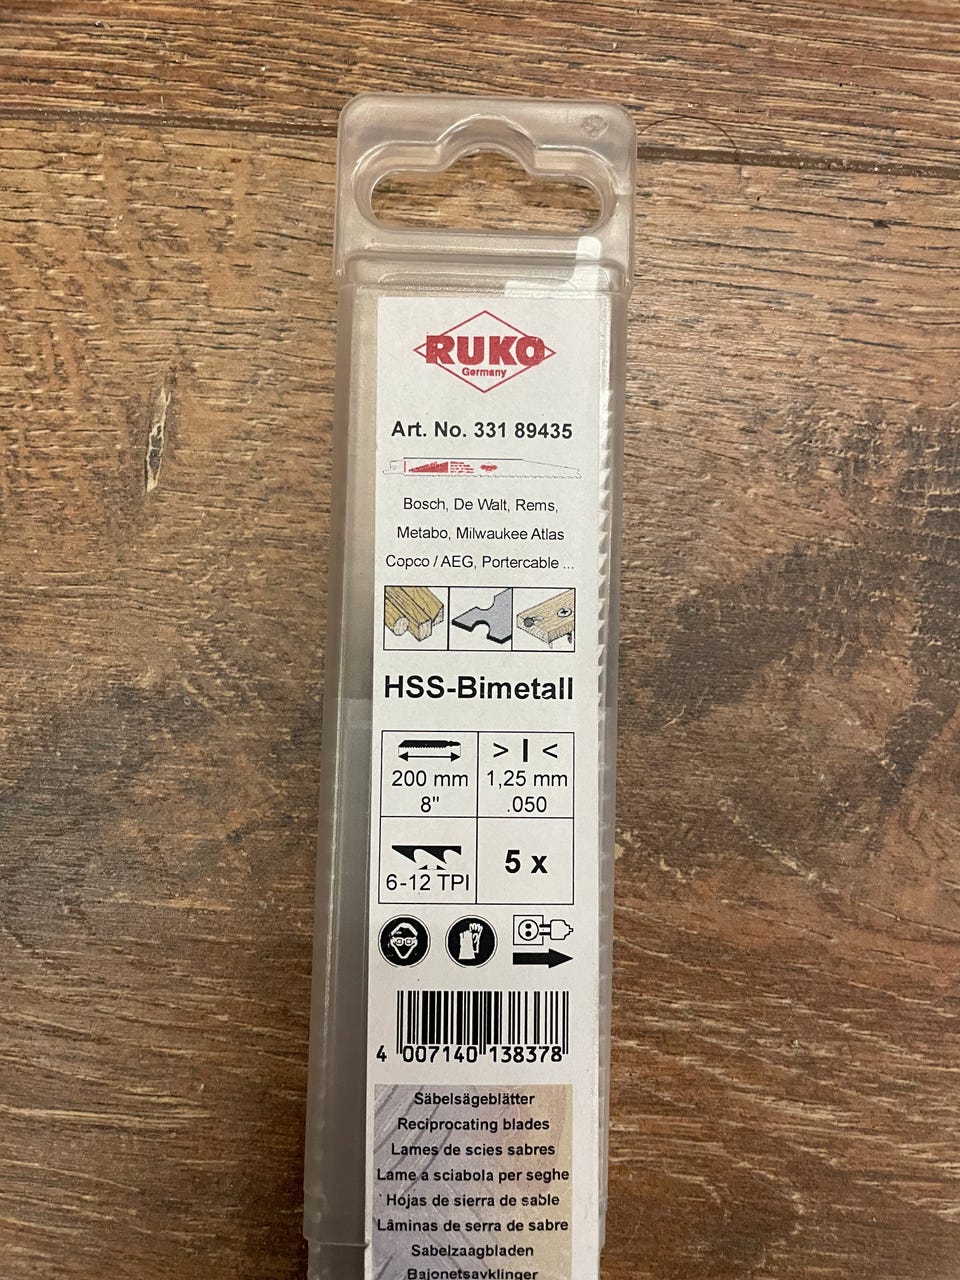 RUKO
Germany
Art. No. 331 89435
Bosch, De Walt, Rems,
Metabo, Milwaukee Atlas
Copco / AEG, Portercable ...
HSS-Bimetall
200 mm
8"
> I <
1,25 mm
.050
6-12 TPI
5 x
4 007140 138378
Säbelsägeblätter
Reciprocating blades
Lames de scies sabres
Lame a sciabola per seghe
Hojas de sierra de sable
Lâminas de serra de sabre
Sabelzaagbladen
Bajonetsavklinger